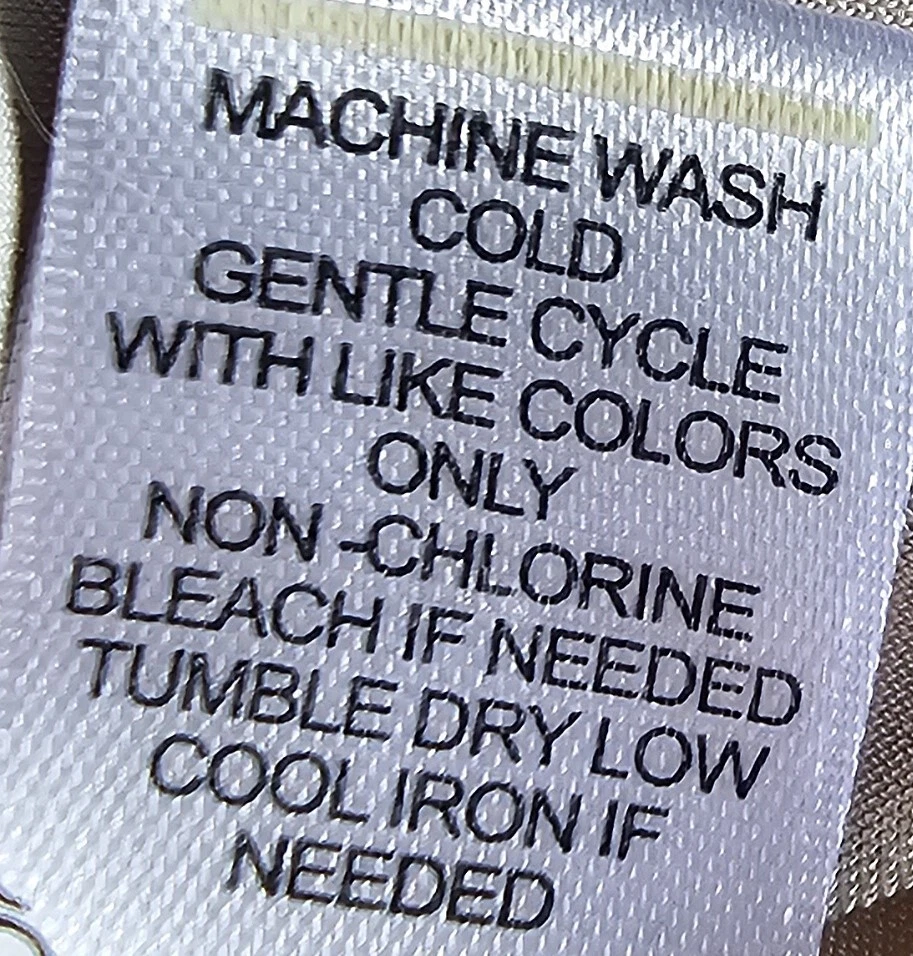 MACHINE WASH
COLD
GENTLE CYCLE
WITH LIKE COLORS
ONLY
NON -CHLORINE
BLEACH IF NEEDED
TUMBLE DRY LOW
COOL IRON IF
NEEDED